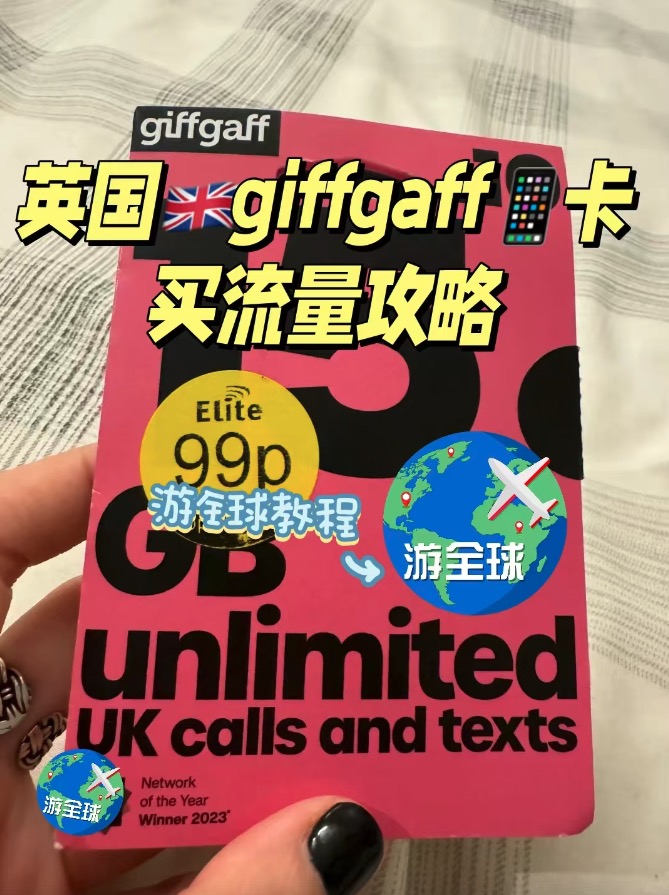 giffgaff
英国🇬🇧giffgaff📱卡
买流量攻略
Elite
99p
游全球教程
游全球
GB
unlimited
UK calls and texts
Network
of the Year
Winner 2023*
游全球